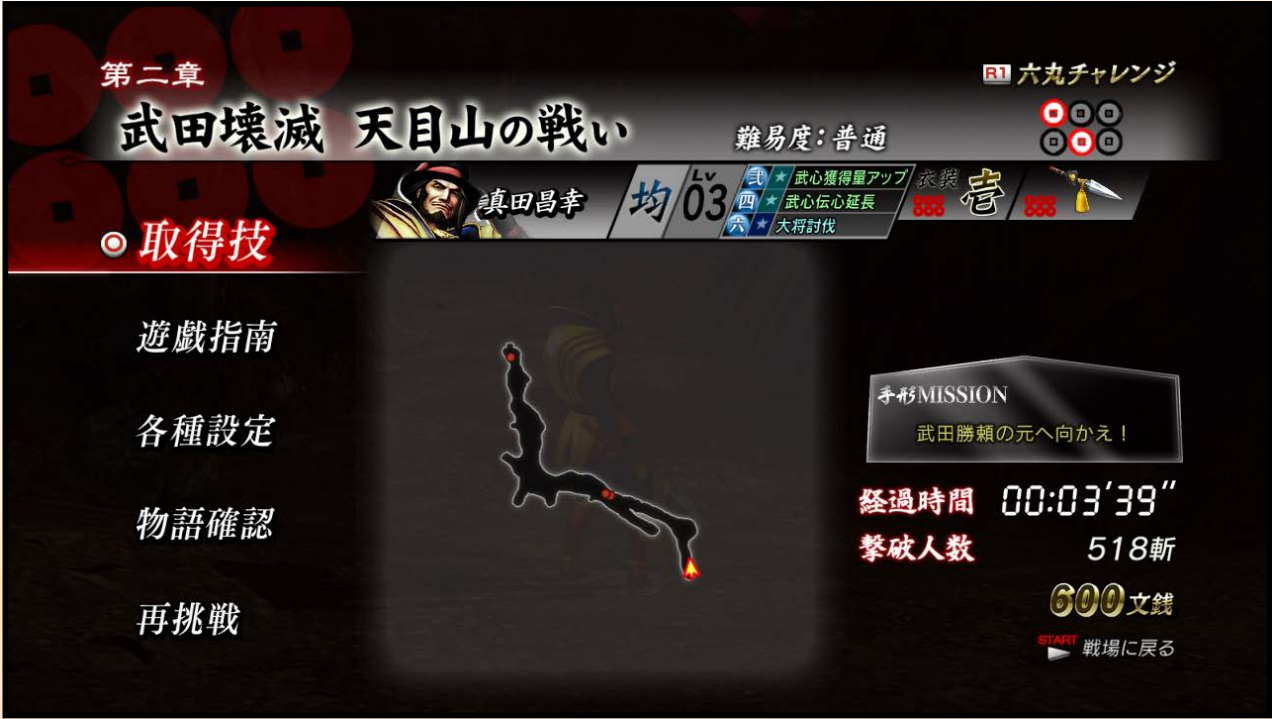 第二章
武田壊滅 天目山の戦い
難易度：普通
R1 六丸チャレンジ
真田昌幸
均
Lv 03
弐 ★ 武心獲得量アップ
四 ★ 武心伝心延長
六 ★ 大将討伐
衣装 壱
取得技
遊戯指南
各種設定
物語確認
再挑戦
手形MISSION
武田勝頼の元へ向かえ！
経過時間 00:03'39"
撃破人数 518斬
600文銭
START 戦場に戻る